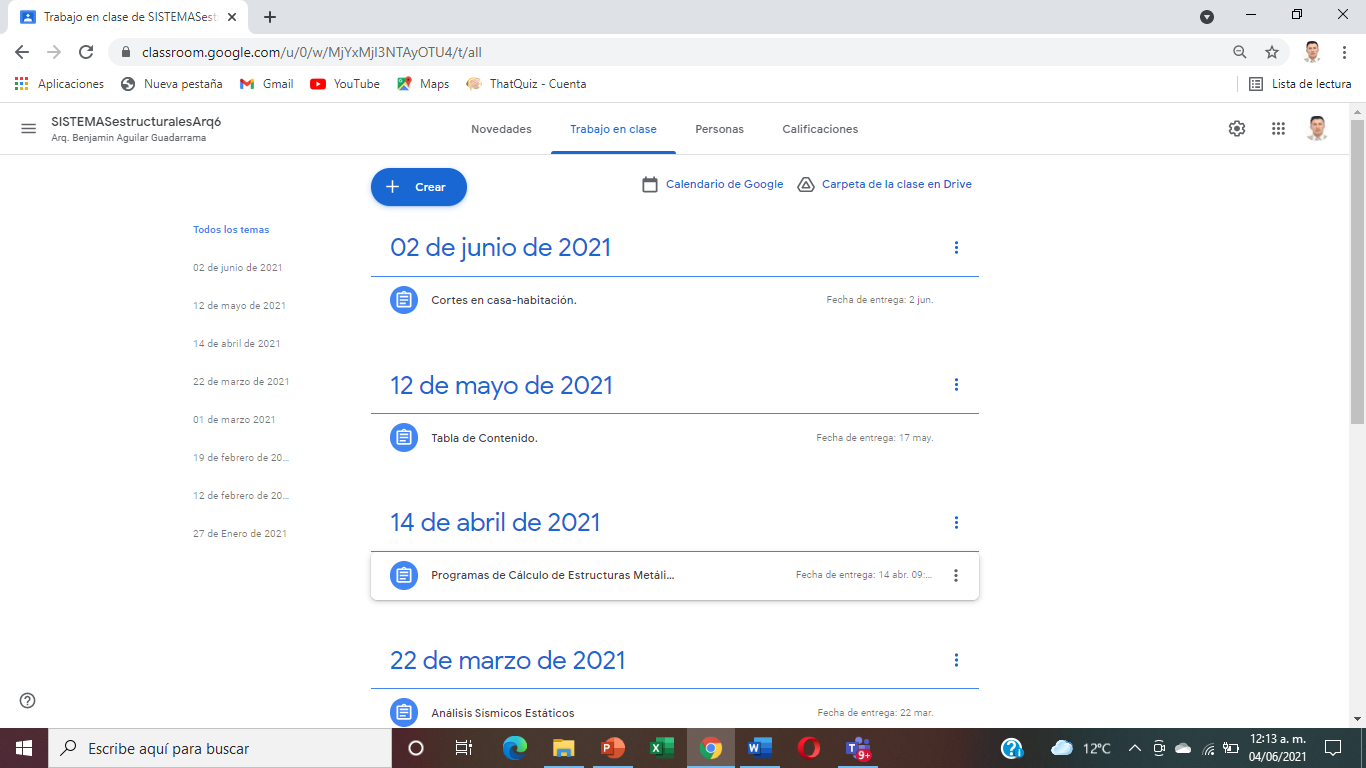 Trabajo en clase de SISTEMASest
classroom.google.com/u/0/w/MjYxMjI3NTAyOTU4/t/all
Aplicaciones
Nueva pestaña
Gmail
YouTube
Maps
ThatQuiz - Cuenta
Lista de lectura
SISTEMASestructuralesArq6
Arq. Benjamin Aguilar Guadarrama
Novedades
Trabajo en clase
Personas
Calificaciones
Crear
Calendario de Google
Carpeta de la clase en Drive
Todos los temas
02 de junio de 2021
12 de mayo de 2021
14 de abril de 2021
22 de marzo de 2021
01 de marzo 2021
19 de febrero de 20...
12 de febrero de 20...
27 de Enero de 2021
02 de junio de 2021
Cortes en casa-habitación.
Fecha de entrega: 2 jun.
12 de mayo de 2021
Tabla de Contenido.
Fecha de entrega: 17 may.
14 de abril de 2021
Programas de Cálculo de Estructuras Metáli...
Fecha de entrega: 14 abr. 09:...
22 de marzo de 2021
Análisis Sísmicos Estáticos
Fecha de entrega: 22 mar.
Escribe aquí para buscar
9+
12°C
12:13 a. m.
04/06/2021